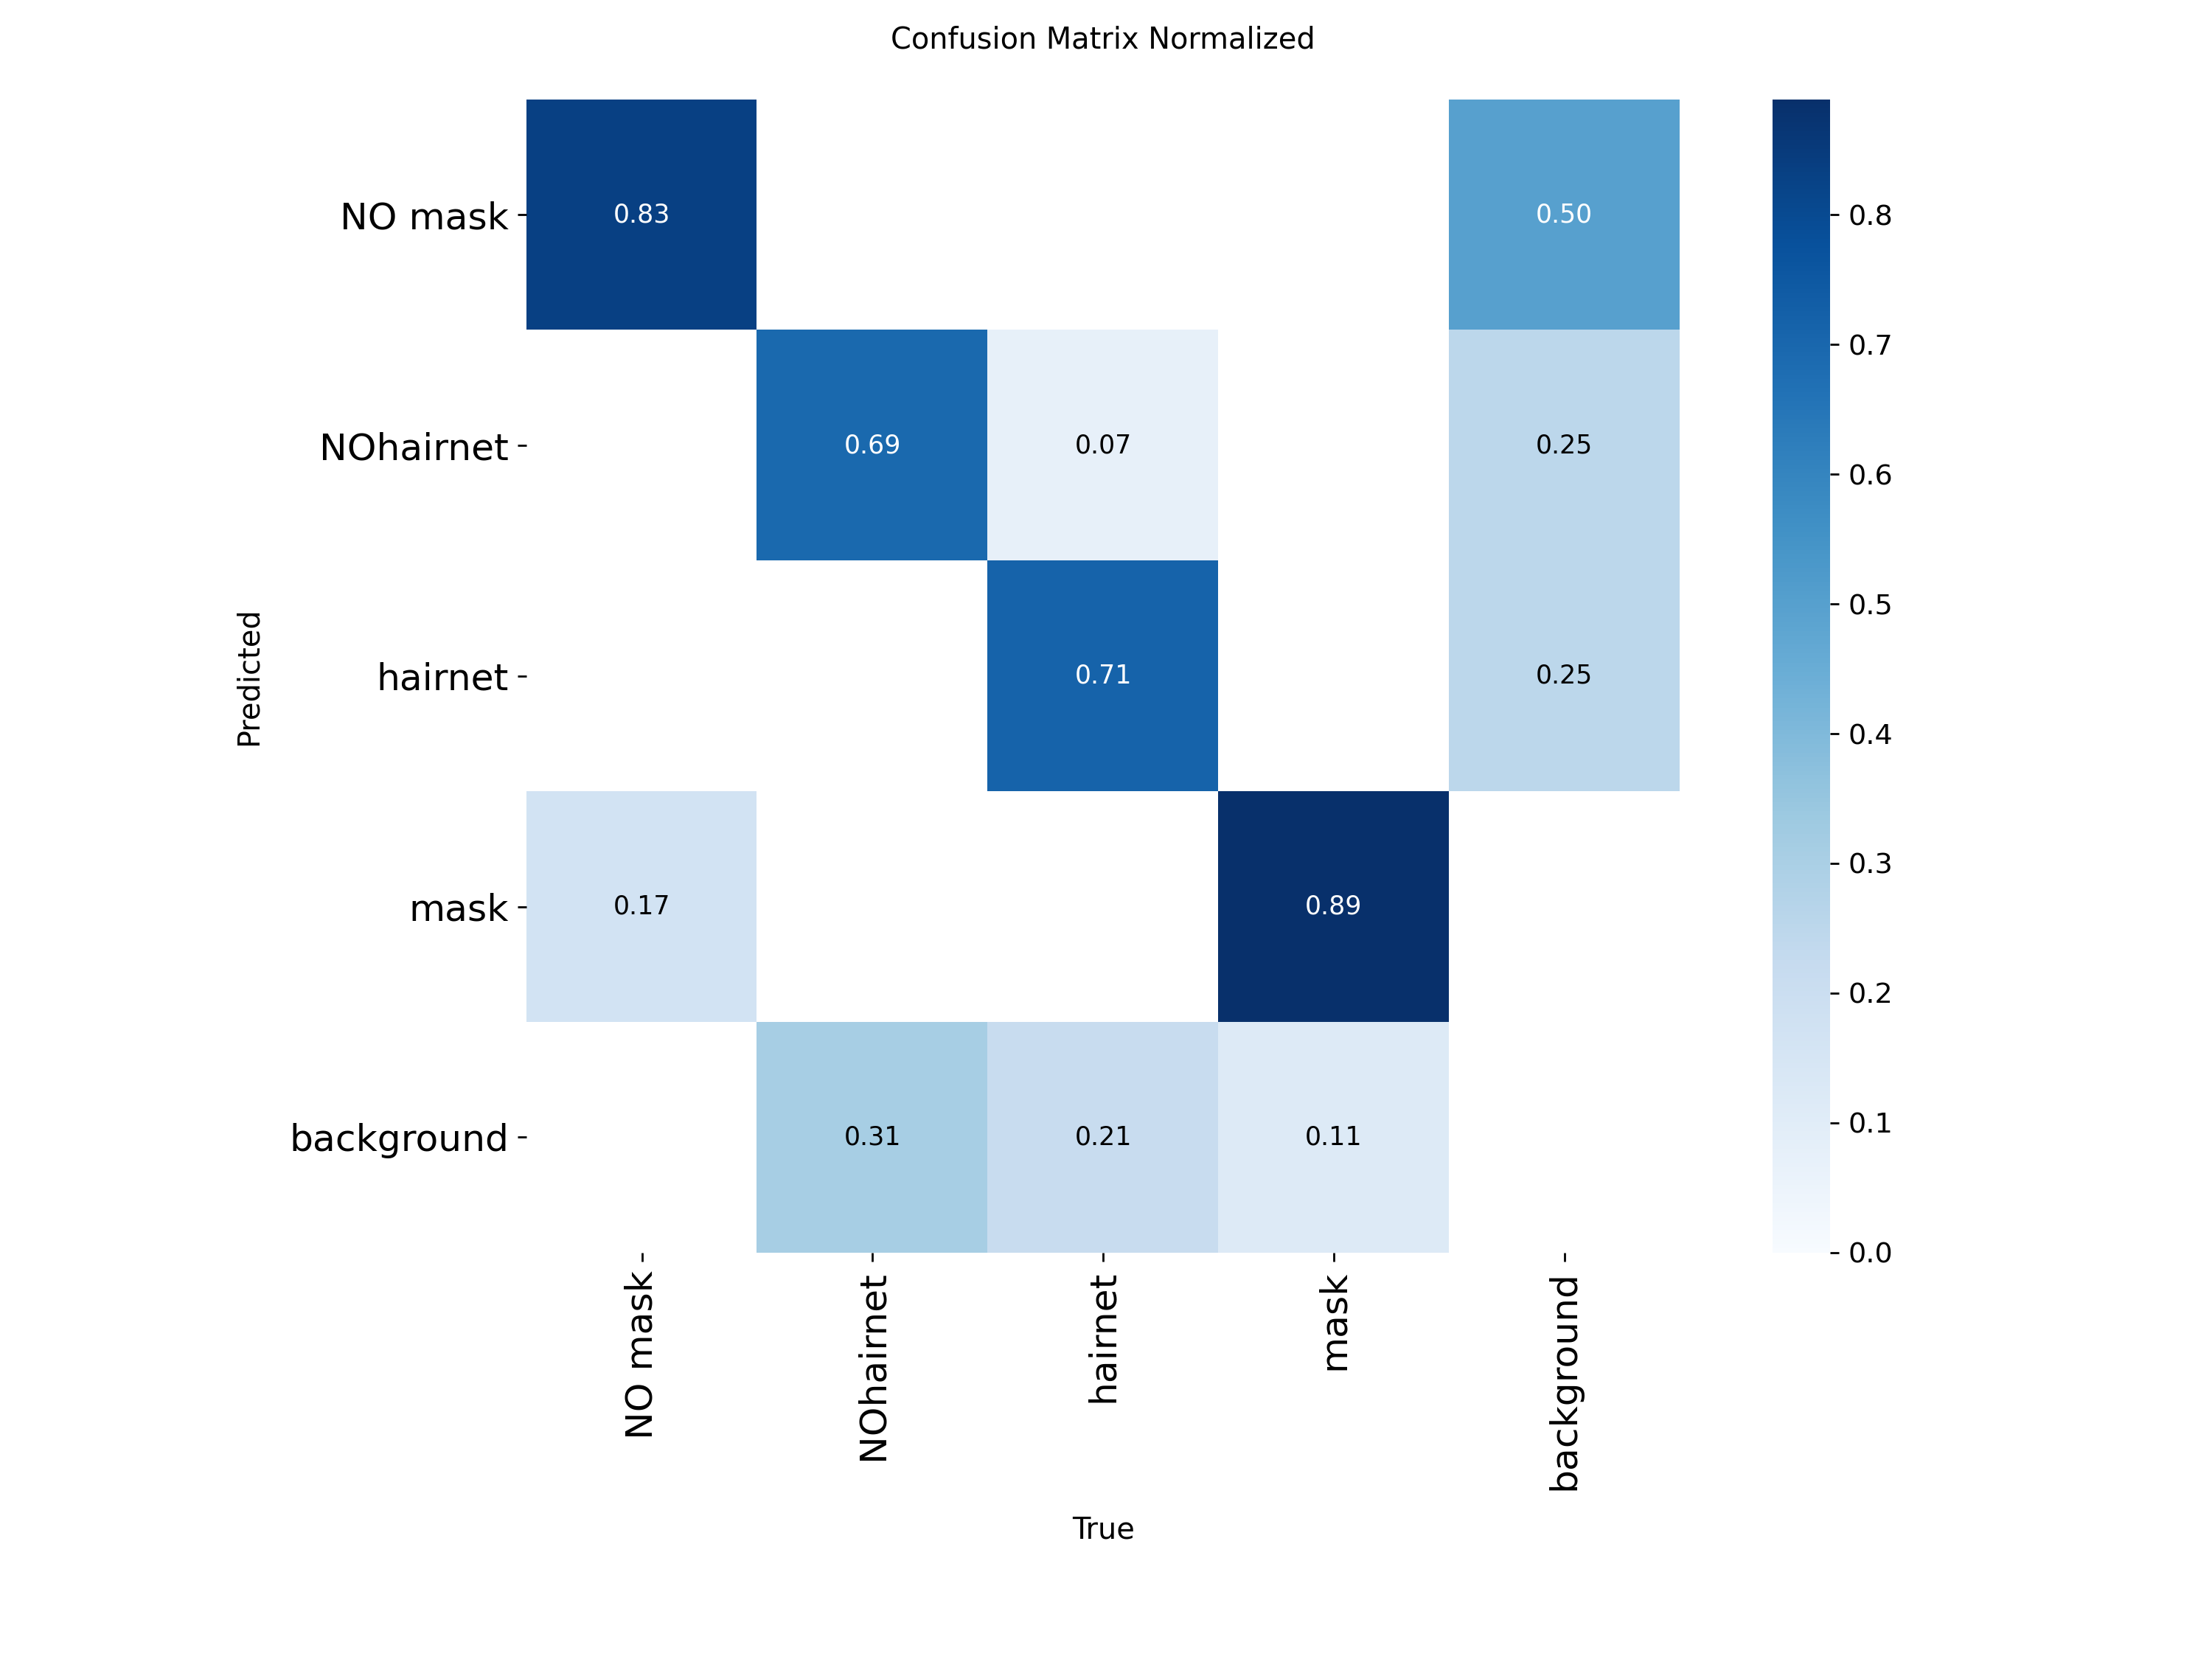 Confusion Matrix Normalized
NO mask
0.83
0.50
NOhairnet
0.69
0.07
0.25
hairnet
0.71
0.25
mask
0.17
0.89
background
0.31
0.21
0.11
NO mask
NOhairnet
hairnet
mask
background
Predicted
True
0.8
0.7
0.6
0.5
0.4
0.3
0.2
0.1
0.0